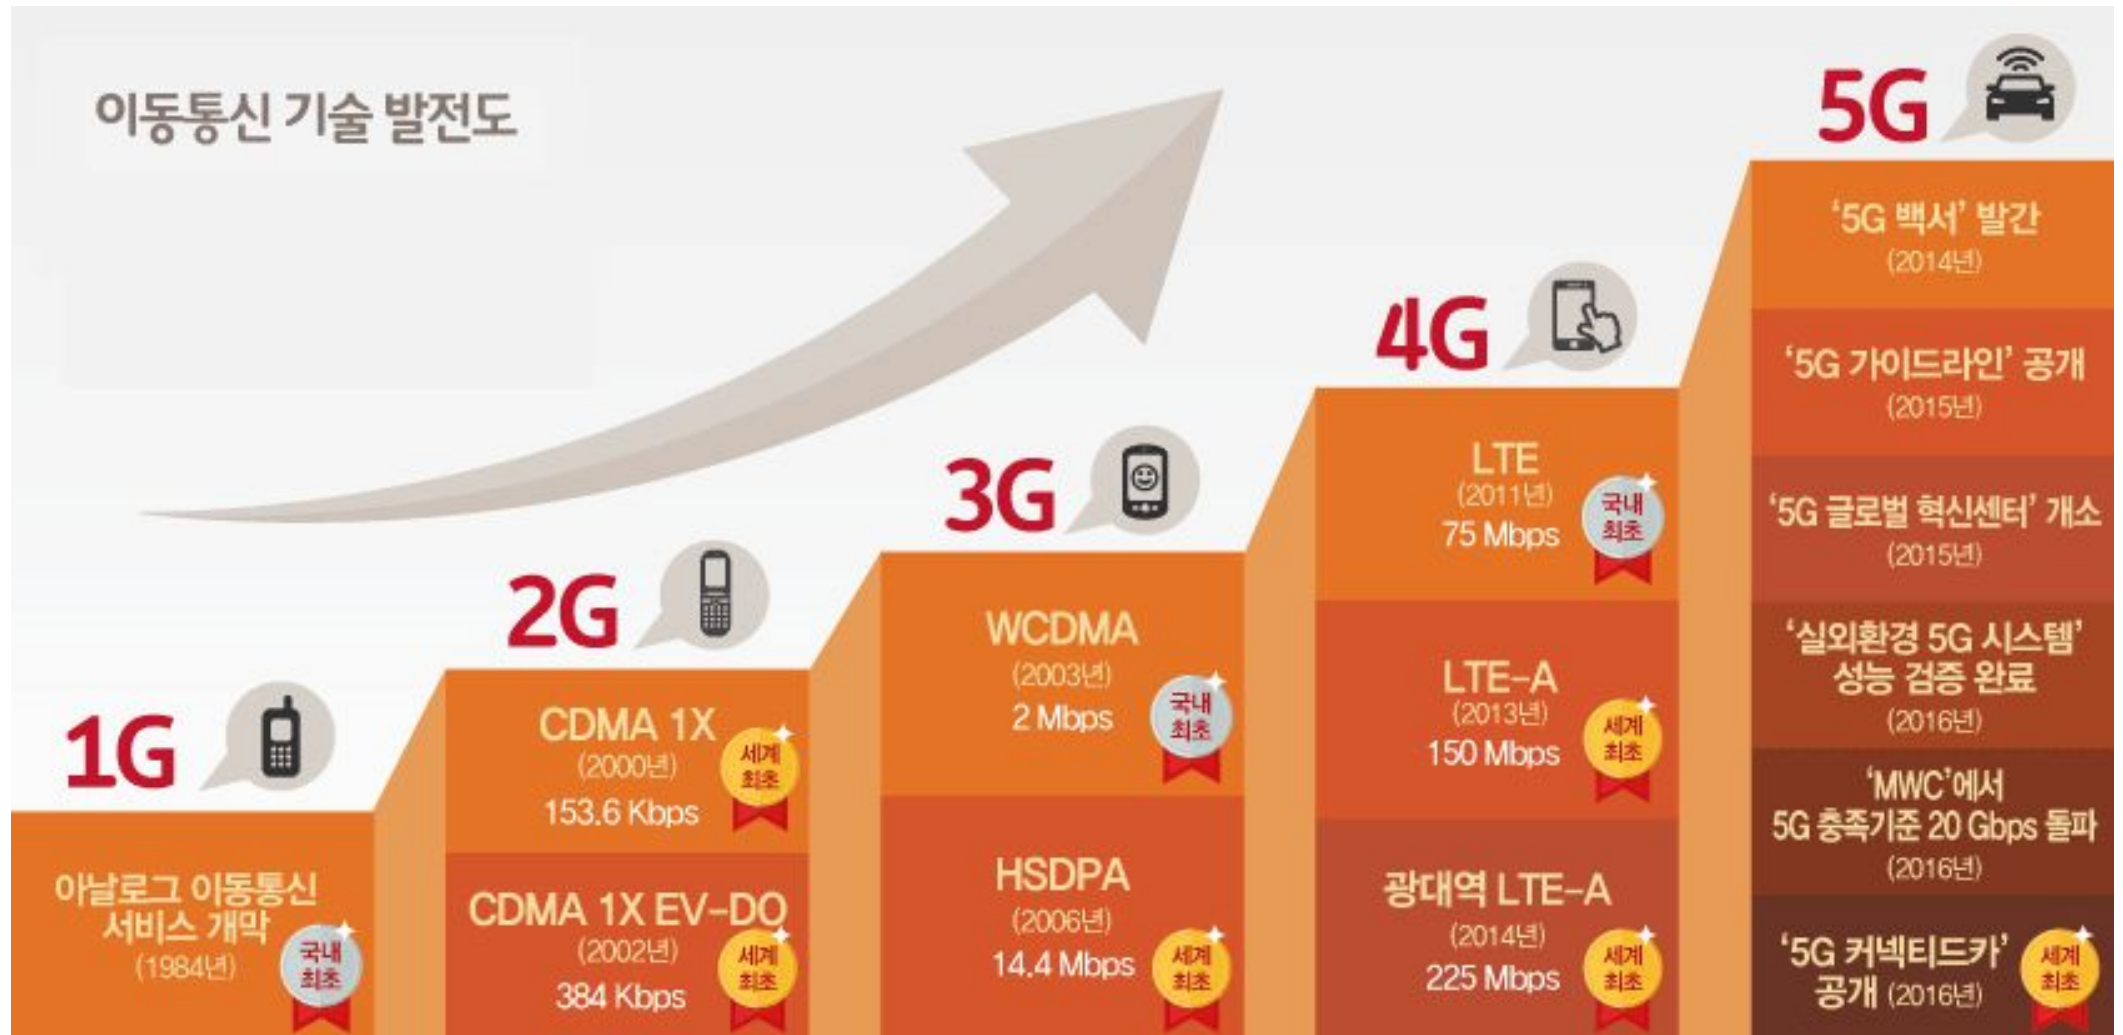 이동통신 기술 발전도
1G
아날로그 이동통신
서비스 개막
(1984년)
국내
최초
2G
CDMA 1X
(2000년)
153.6 Kbps
세계
최초
CDMA 1X EV-DO
(2002년)
384 Kbps
세계
최초
3G
WCDMA
(2003년)
2 Mbps
국내
최초
HSDPA
(2006년)
14.4 Mbps
세계
최초
4G
LTE
(2011년)
75 Mbps
국내
최초
LTE-A
(2013년)
150 Mbps
세계
최초
광대역 LTE-A
(2014년)
225 Mbps
세계
최초
5G
‘5G 백서’ 발간
(2014년)
‘5G 가이드라인’ 공개
(2015년)
‘5G 글로벌 혁신센터’ 개소
(2015년)
‘실외환경 5G 시스템’
성능 검증 완료
(2016년)
‘MWC’에서
5G 충족기준 20 Gbps 돌파
(2016년)
‘5G 커넥티드카’
공개 (2016년)
세계
최초